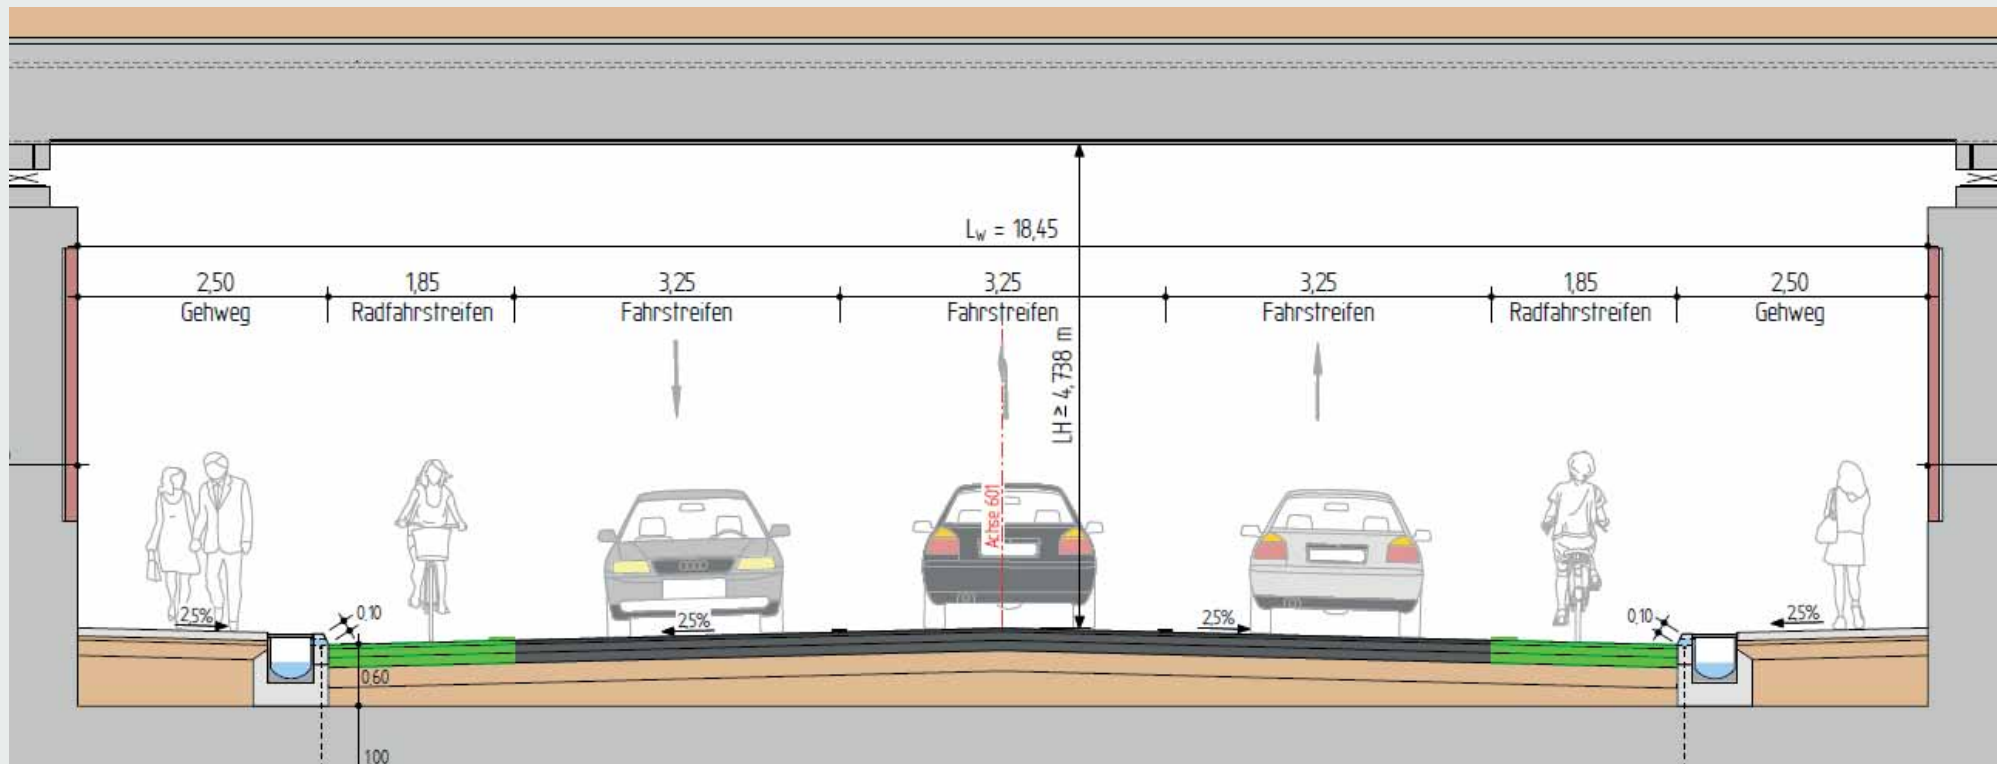 Lw = 18,45
2,50 1,85 3,25 3,25 3,25 1,85 2,50
Gehweg Radfahrstreifen Fahrstreifen Fahrstreifen Fahrstreifen Radfahrstreifen Gehweg
LH ≥ 4,738 m
Achse 601
2,5% 0,10 2,5% 2,5% 0,10 2,5%
0,60
1,00